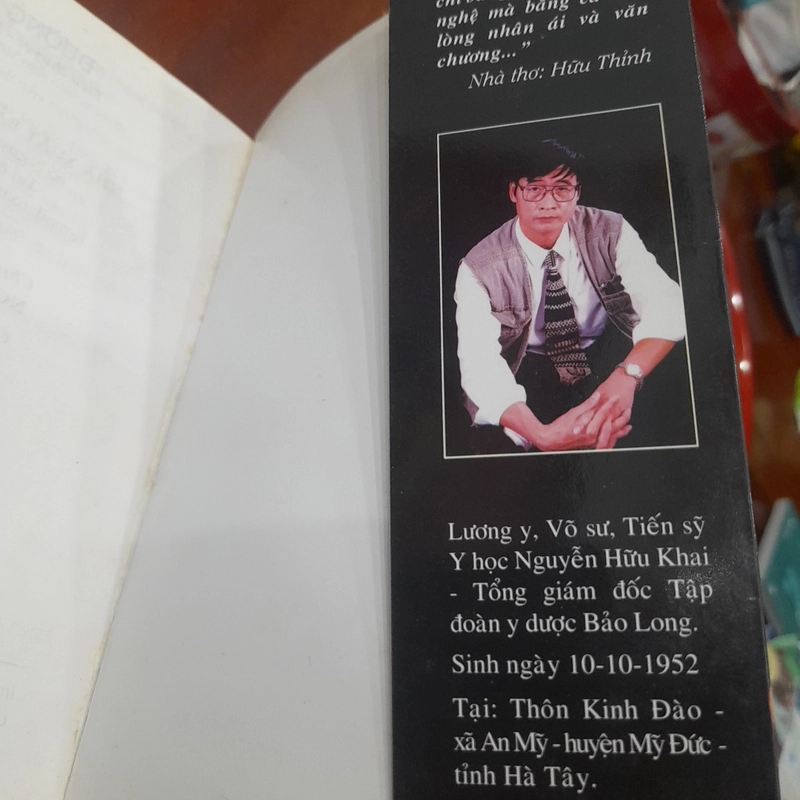 nghệ mà bằng
lòng nhân ái và văn
chương..."
Nhà thơ: Hữu Thỉnh
Lương y, Võ sư, Tiến sỹ
Y học Nguyễn Hữu Khai
- Tổng giám đốc Tập
đoàn y dược Bảo Long.
Sinh ngày 10-10-1952
Tại: Thôn Kinh Đào -
xã An Mỹ - huyện Mỹ Đức -
tỉnh Hà Tây.